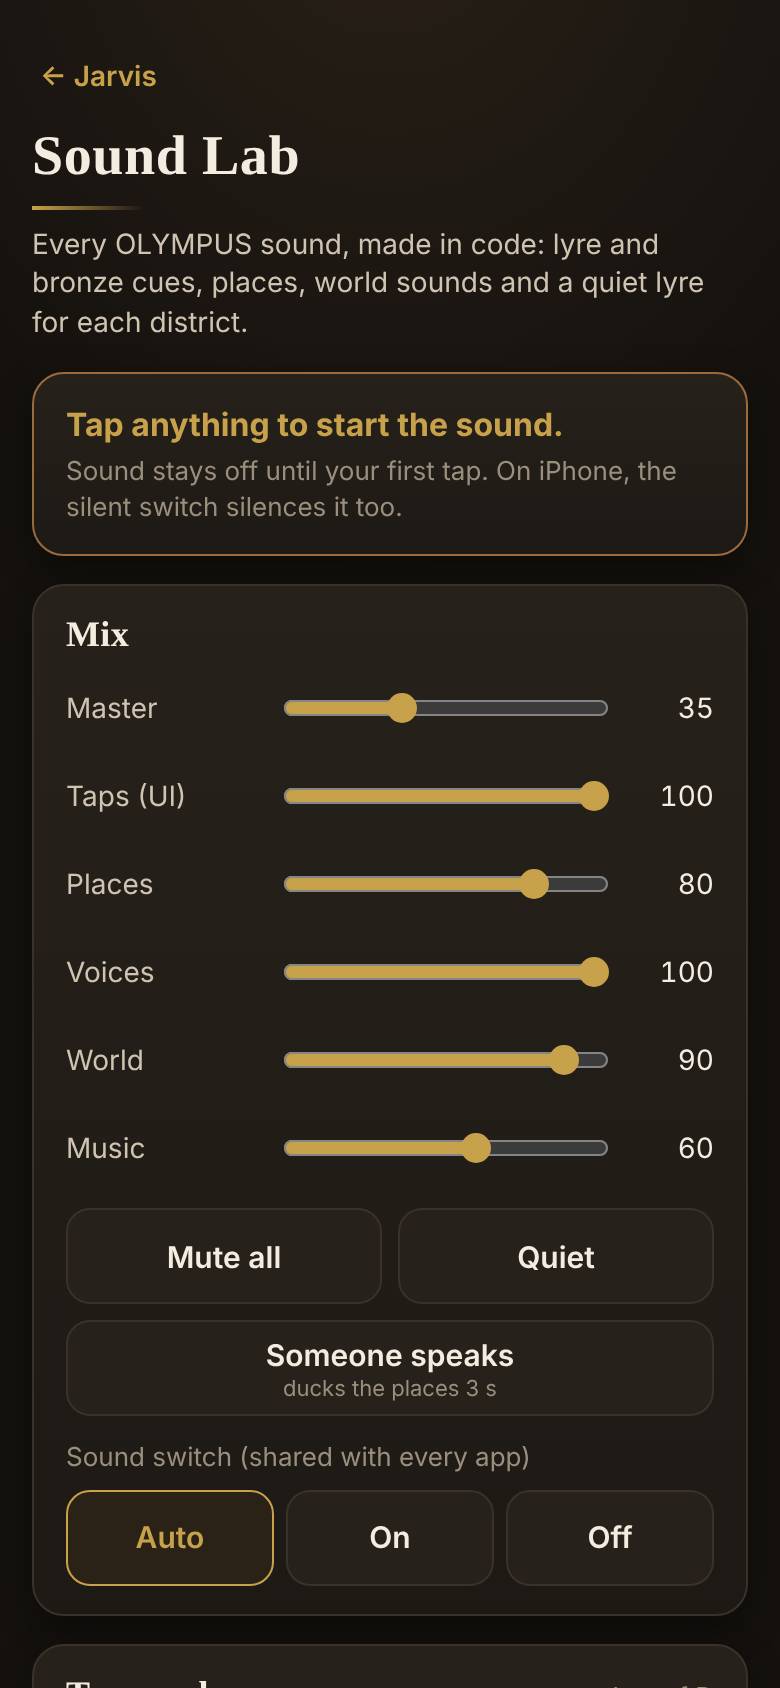 ← Jarvis
Sound Lab
Every OLYMPUS sound, made in code: lyre and
bronze cues, places, world sounds and a quiet lyre
for each district.
Tap anything to start the sound.
Sound stays off until your first tap. On iPhone, the
silent switch silences it too.
Mix
Master 35
Taps (UI) 100
Places 80
Voices 100
World 90
Music 60
Mute all Quiet
Someone speaks
ducks the places 3 s
Sound switch (shared with every app)
Auto On Off